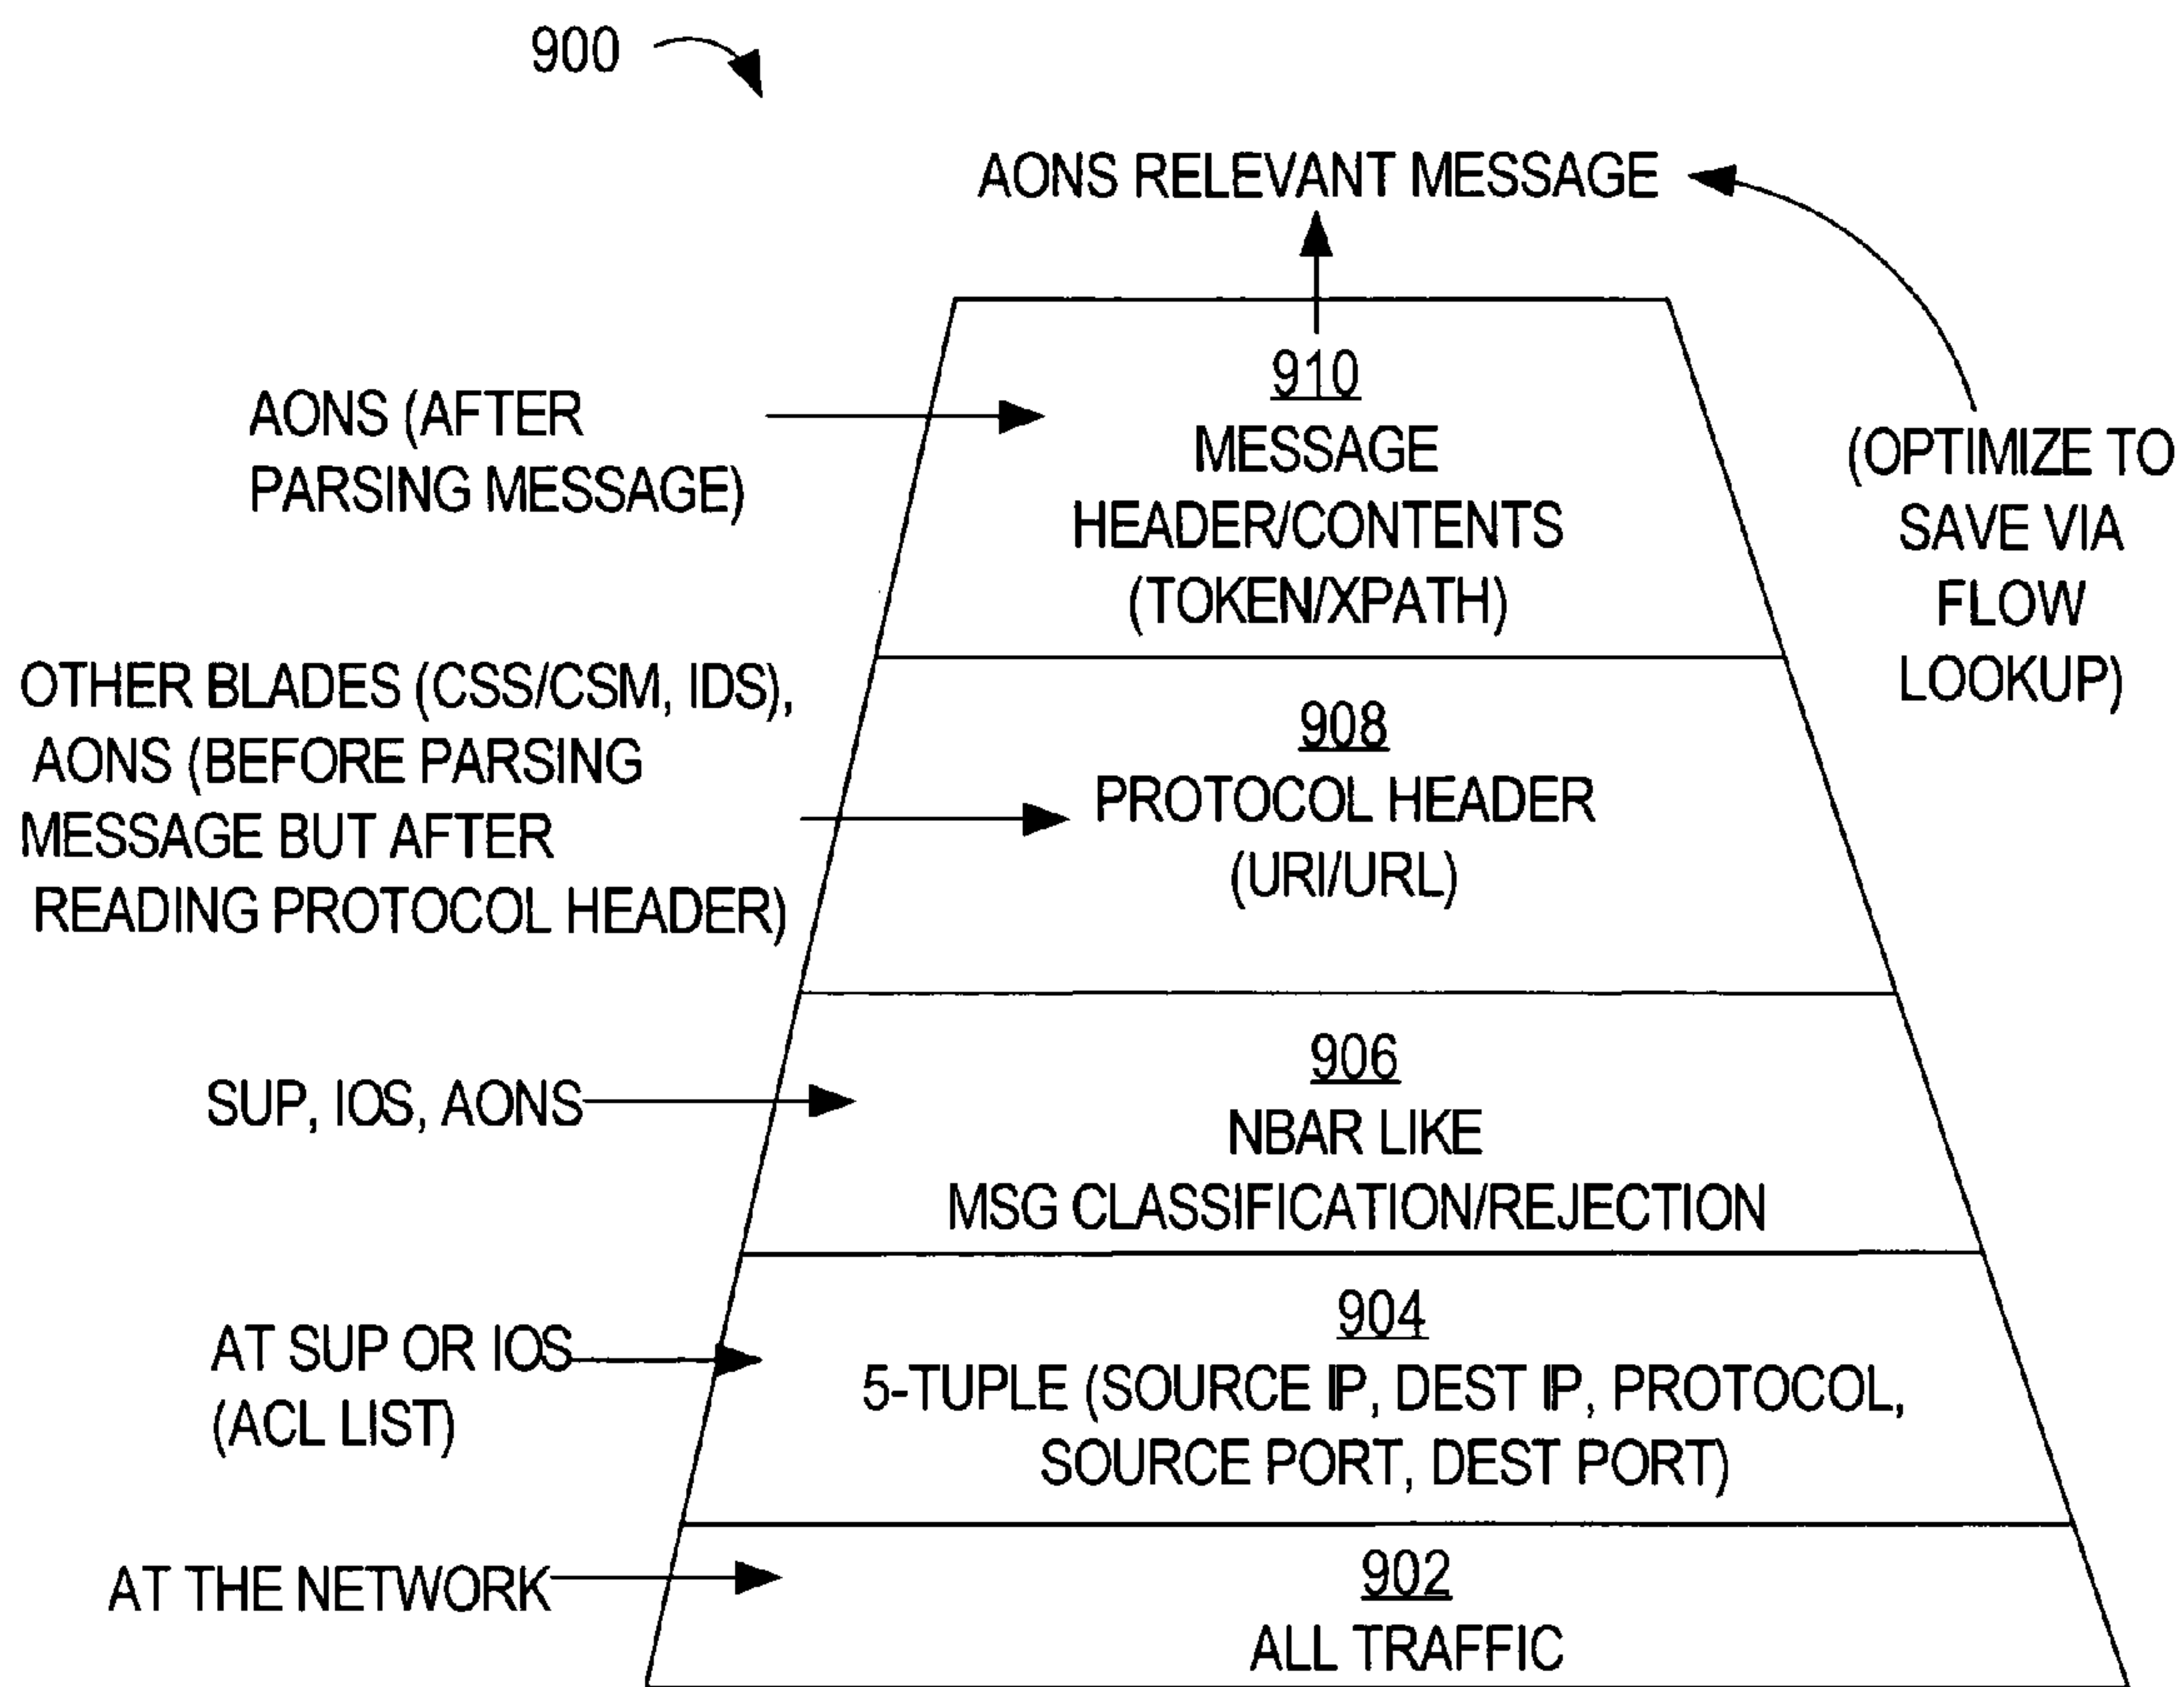 900
AONS RELEVANT MESSAGE
910
MESSAGE
HEADER/CONTENTS
(TOKEN/XPATH)
AONS (AFTER
PARSING MESSAGE)
(OPTIMIZE TO
SAVE VIA
FLOW
LOOKUP)
OTHER BLADES (CSS/CSM, IDS),
AONS (BEFORE PARSING
MESSAGE BUT AFTER
READING PROTOCOL HEADER)
908
PROTOCOL HEADER
(URI/URL)
SUP, IOS, AONS
906
NBAR LIKE
MSG CLASSIFICATION/REJECTION
AT SUP OR IOS
(ACL LIST)
904
5-TUPLE (SOURCE IP, DEST IP, PROTOCOL,
SOURCE PORT, DEST PORT)
AT THE NETWORK
902
ALL TRAFFIC